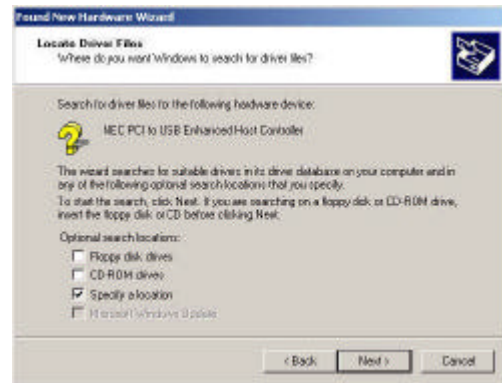 Found New Hardware Wizard
Locate Driver Files
Where do you want Windows to search for driver files?
Search for driver files for the following hardware device:
NEC PCI to USB Enhanced Host Controller
The wizard searches for suitable drivers in its driver database on your computer and in
any of the following optional search locations that you specify.
To start the search, click Next. If you are searching on a floppy disk or CD-ROM drive,
insert the floppy disk or CD before clicking Next.
Optional search locations:
Floppy disk drives
CD-ROM drives
Specify a location
Microsoft Windows Update
< Back
Next >
Cancel